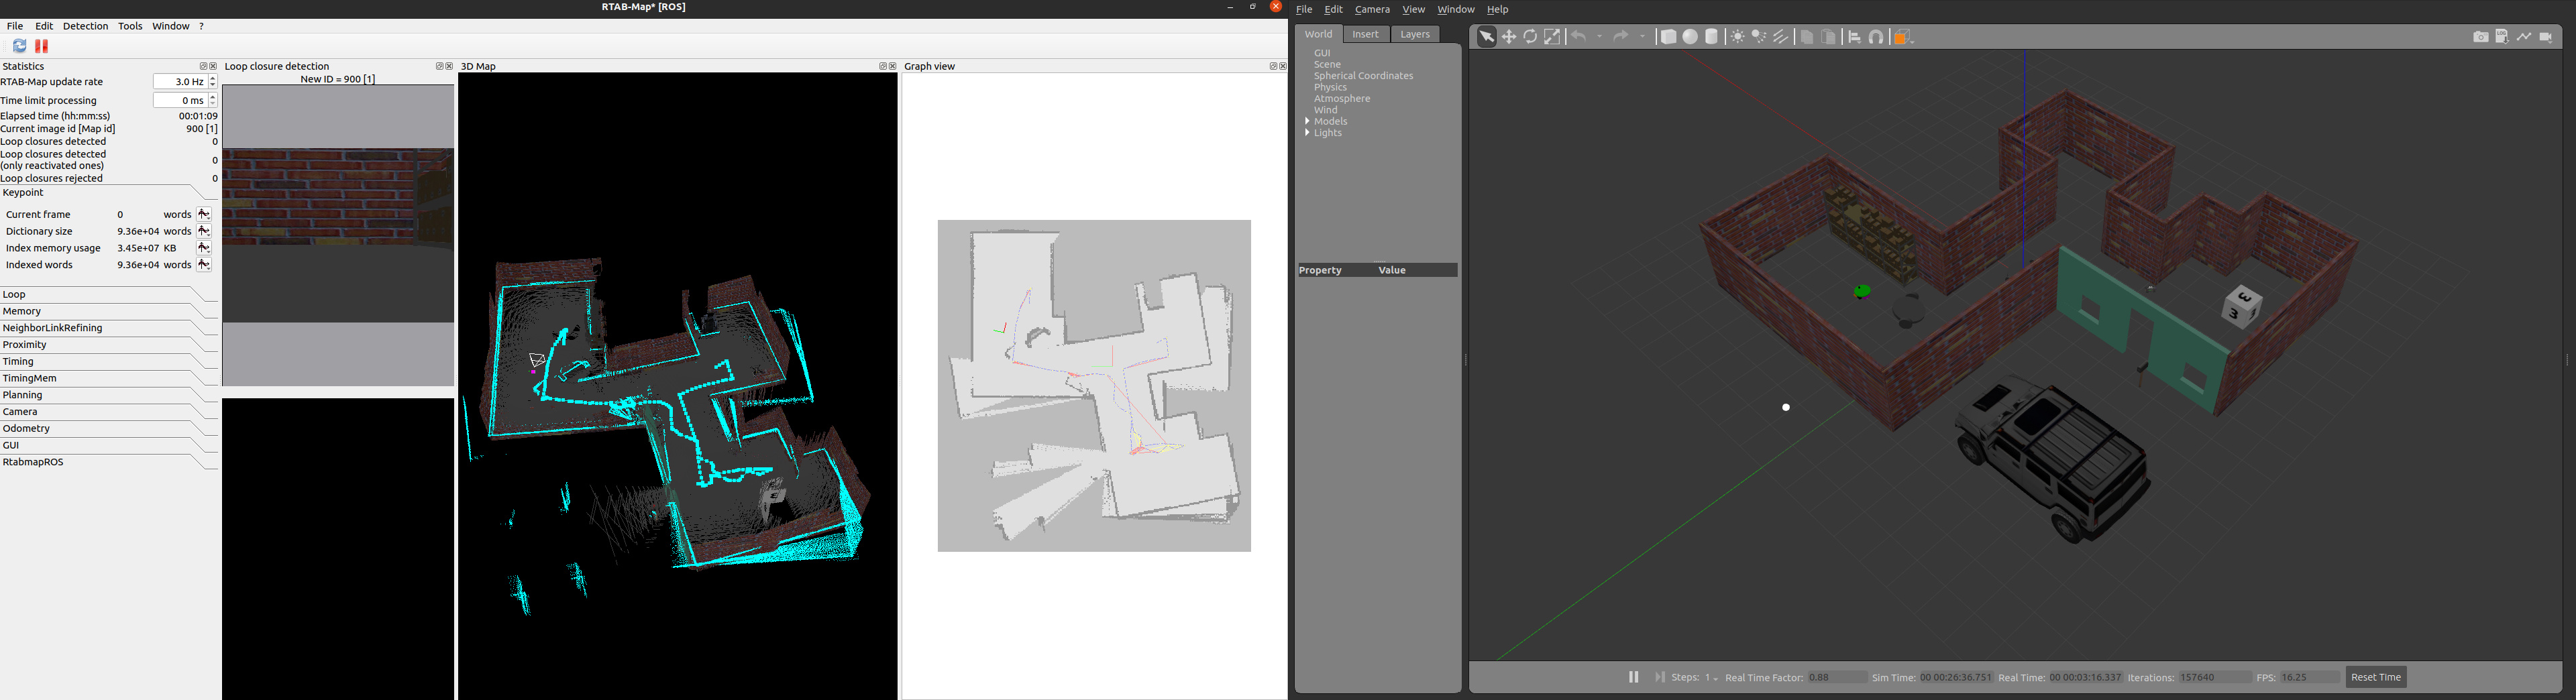 RTAB-Map* [ROS]
File Edit Detection Tools Window ?
Statistics
RTAB-Map update rate 3.0 Hz
Time limit processing 0 ms
Elapsed time (hh:mm:ss) 00:01:09
Current image id [Map id] 900 [1]
Loop closures detected 0
Loop closures detected
(only reactivated ones) 0
Loop closures rejected 0
Keypoint
Current frame 0 words
Dictionary size 9.36e+04 words
Index memory usage 3.45e+07 KB
Indexed words 9.36e+04 words
Loop
Memory
NeighborLinkRefining
Proximity
Timing
TimingMem
Planning
Camera
Odometry
GUI
RtabmapROS
Loop closure detection
New ID = 900 [1]
3D Map
Graph view
File Edit Camera View Window Help
World Insert Layers
GUI
Scene
Spherical Coordinates
Physics
Atmosphere
Wind
Models
Lights
Property Value
3
3
Steps: 1 Real Time Factor: 0.88 Sim Time: 00 00:26:36.751 Real Time: 00 00:03:16.337 Iterations: 157640 FPS: 16.25 Reset Time